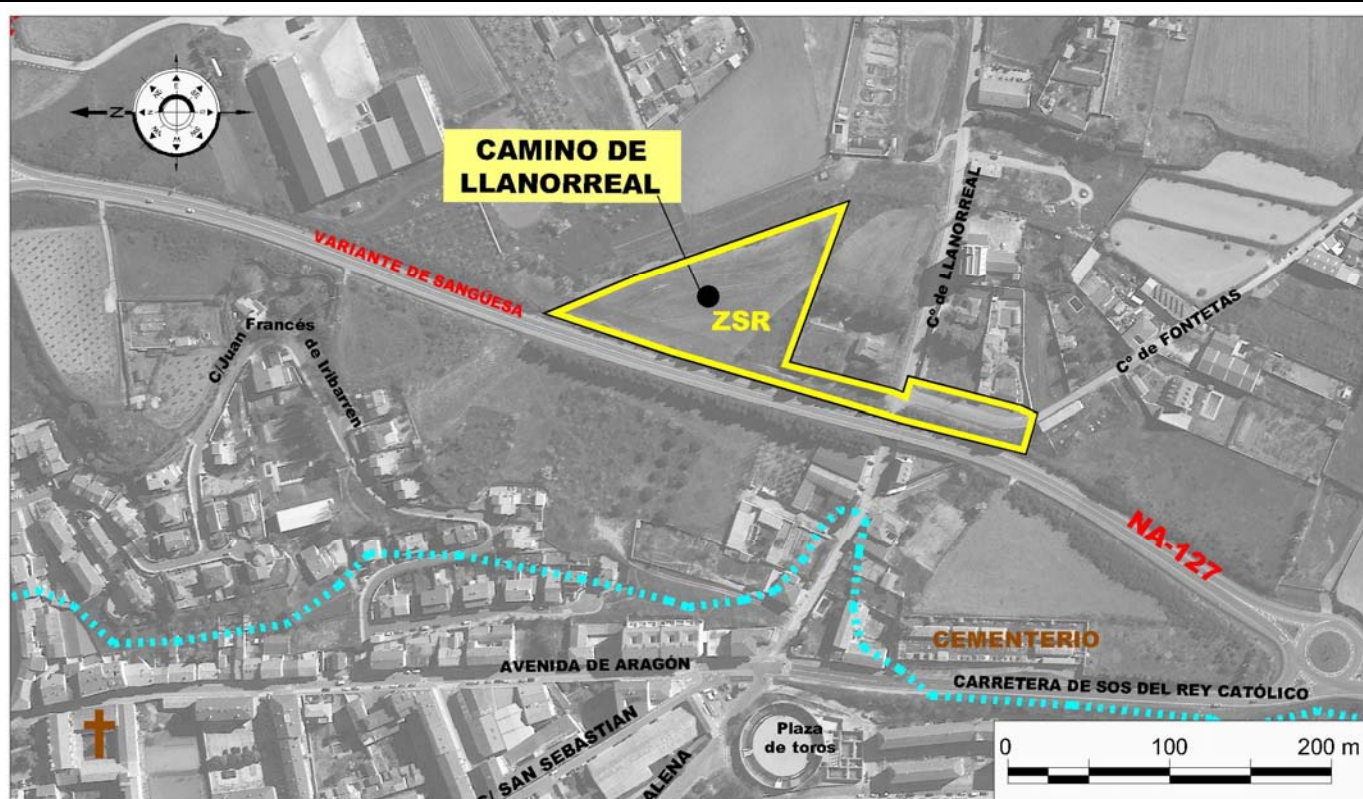 N
CAMINO DE
LLANORREAL
VARIANTE DE SANGÜESA
ZSR
Cº de LLANORREAL
Cº de FONTETAS
C/Juan
Francés
de Iribarren
NA-127
CEMENTERIO
AVENIDA DE ARAGÓN
CARRETERA DE SOS DEL REY CATÓLICO
C/ SAN SEBASTIAN
ALENA
Plaza
de toros
0 100 200 m